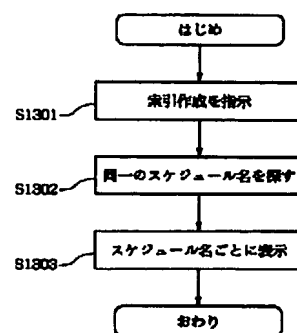 はじめ
索引作成を指示
S1301
同一のスケジュール名を探す
S1302
スケジュール名ごとに表示
S1303
おわり